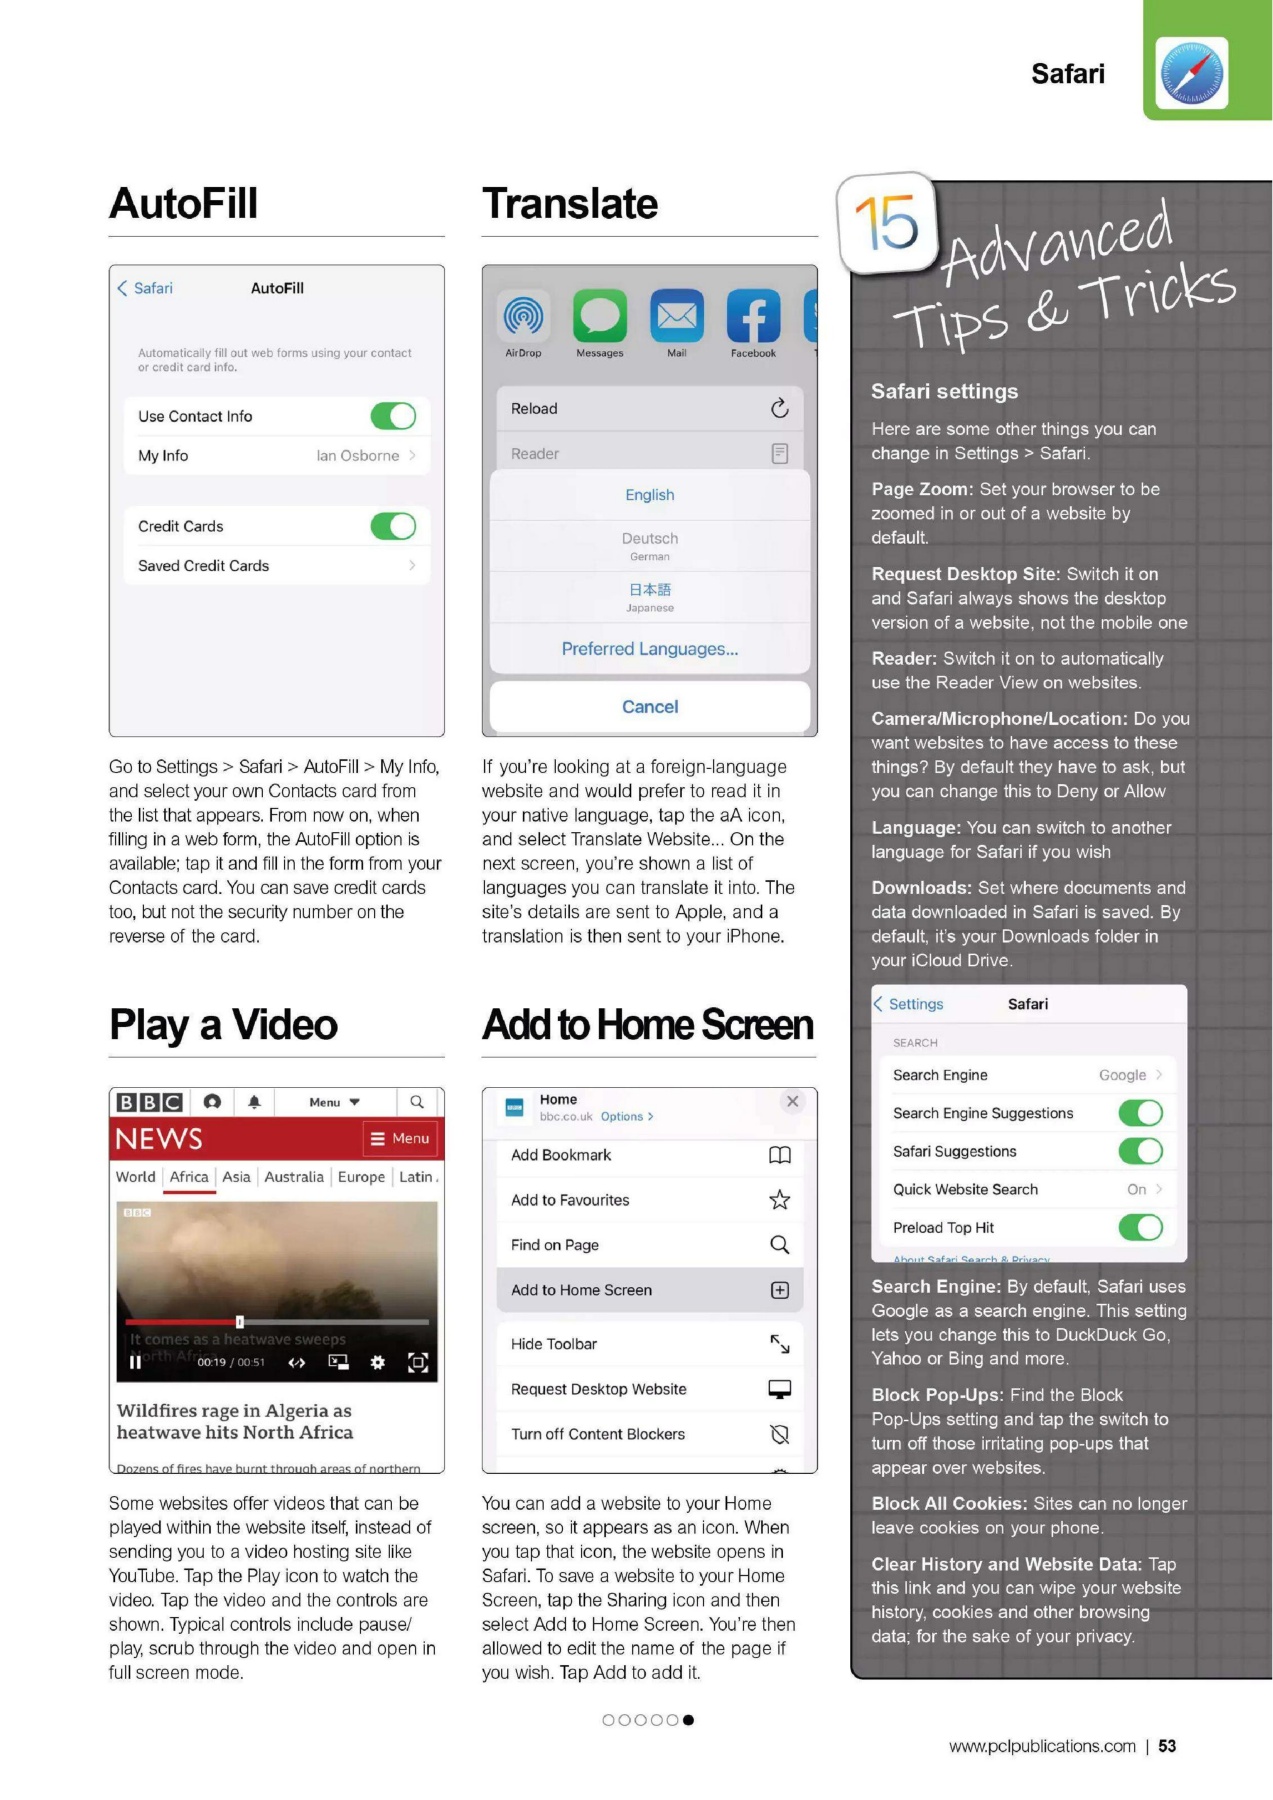 Safari
AutoFill
Safari
AutoFill
Automatically fill out web forms using your contact
or credit card info.
Use Contact Info
My Info
Ian Osborne
Credit Cards
Saved Credit Cards
Go to Settings > Safari > AutoFill > My Info,
and select your own Contacts card from
the list that appears. From now on, when
filling in a web form, the AutoFill option is
available; tap it and fill in the form from your
Contacts card. You can save credit cards
too, but not the security number on the
reverse of the card.
Translate
AirDrop
Messages
Mail
Facebook
Reload
Reader
English
Deutsch
German
日本語
Japanese
Preferred Languages...
Cancel
If you're looking at a foreign-language
website and would prefer to read it in
your native language, tap the aA icon,
and select Translate Website... On the
next screen, you're shown a list of
languages you can translate it into. The
site's details are sent to Apple, and a
translation is then sent to your iPhone.
Play a Video
BBC
Menu
NEWS
Menu
World Africa Asia Australia Europe Latin
BBC
It comes as a heatwave sweeps
North Africa
00:19 / 00:51
Wildfires rage in Algeria as
heatwave hits North Africa
Dozens of fires have burnt through areas of northern
Some websites offer videos that can be
played within the website itself, instead of
sending you to a video hosting site like
YouTube. Tap the Play icon to watch the
video. Tap the video and the controls are
shown. Typical controls include pause/
play, scrub through the video and open in
full screen mode.
Add to Home Screen
Home
bbc.co.uk Options >
Add Bookmark
Add to Favourites
Find on Page
Add to Home Screen
Hide Toolbar
Request Desktop Website
Turn off Content Blockers
You can add a website to your Home
screen, so it appears as an icon. When
you tap that icon, the website opens in
Safari. To save a website to your Home
Screen, tap the Sharing icon and then
select Add to Home Screen. You're then
allowed to edit the name of the page if
you wish. Tap Add to add it.
15
Advanced
Tips & Tricks
Safari settings
Here are some other things you can
change in Settings > Safari.
Page Zoom: Set your browser to be
zoomed in or out of a website by
default.
Request Desktop Site: Switch it on
and Safari always shows the desktop
version of a website, not the mobile one
Reader: Switch it on to automatically
use the Reader View on websites.
Camera/Microphone/Location: Do you
want websites to have access to these
things? By default they have to ask, but
you can change this to Deny or Allow
Language: You can switch to another
language for Safari if you wish
Downloads: Set where documents and
data downloaded in Safari is saved. By
default, it's your Downloads folder in
your iCloud Drive.
Settings
Safari
SEARCH
Search Engine
Google
Search Engine Suggestions
Safari Suggestions
Quick Website Search
On
Preload Top Hit
About Safari Search & Privacy
Search Engine: By default, Safari uses
Google as a search engine. This setting
lets you change this to DuckDuck Go,
Yahoo or Bing and more.
Block Pop-Ups: Find the Block
Pop-Ups setting and tap the switch to
turn off those irritating pop-ups that
appear over websites.
Block All Cookies: Sites can no longer
leave cookies on your phone.
Clear History and Website Data: Tap
this link and you can wipe your website
history, cookies and other browsing
data; for the sake of your privacy.
www.pclpublications.com | 53